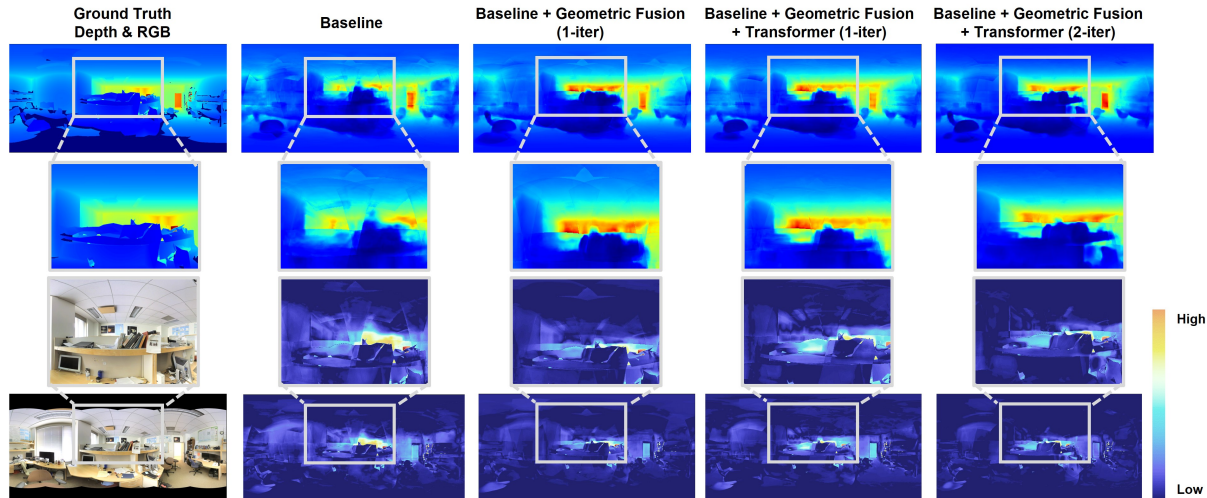 Ground Truth
Depth & RGB
Baseline
Baseline + Geometric Fusion
(1-iter)
Baseline + Geometric Fusion
+ Transformer (1-iter)
Baseline + Geometric Fusion
+ Transformer (2-iter)
High
Low